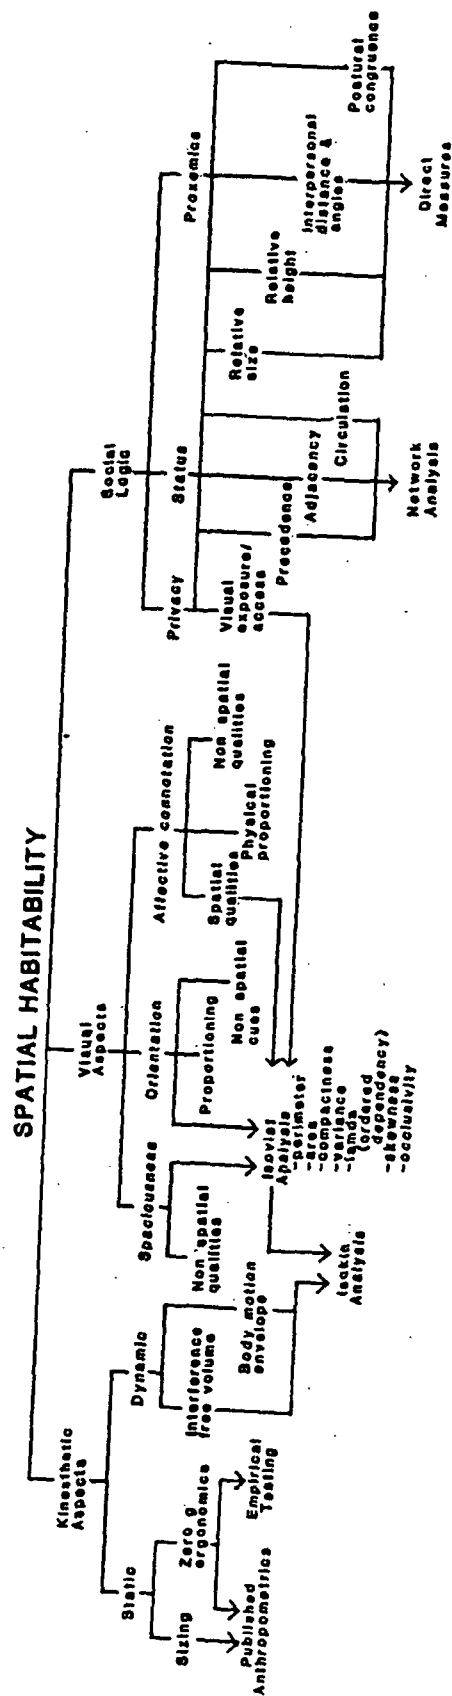 SPATIAL HABITABILITY
Kinesthetic
Aspects
Visual
Aspects
Social
Logic
Static
Dynamic
Spaciousness
Orientation
Affective connotation
Privacy
Status
Proxemics
Sizing
Zero g
ergonomics
Interference
free volume
Body motion
envelope
Non spatial
qualities
Proportioning
Non spatial
cues
Spatial
Qualities
Physical
proportioning
Non spatial
qualities
Visual
exposure/
access
Precedence
Adjacency
Circulation
Relative
size
Relative
height
Interpersonal
distance &
angles
Postural
congruence
Published
Anthropometrics
Empirical
Testing
Isakin
Analysis
Isovist
Analysis
-perimeter
-area
-compactness
-variance
-lamda
(ordered
dependency)
-skewness
-occlusivity
Network
Analysis
Direct
Measures